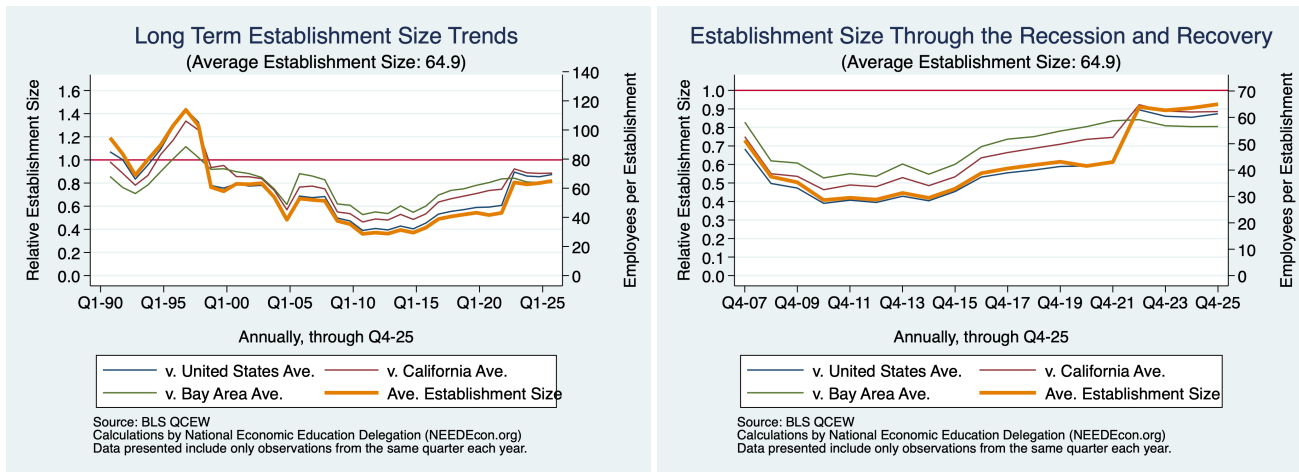 Long Term Establishment Size Trends
(Average Establishment Size: 64.9)
Relative Establishment Size
1.6
1.4
1.2
1.0
0.8
0.6
0.4
0.2
0.0
140
120
100
80
60
40
20
0
Employees per Establishment
Q1-90 Q1-95 Q1-00 Q1-05 Q1-10 Q1-15 Q1-20 Q1-25
Annually, through Q4-25
v. United States Ave. v. California Ave.
v. Bay Area Ave. Ave. Establishment Size
Source: BLS QCEW
Calculations by National Economic Education Delegation (NEEDEcon.org)
Data presented include only observations from the same quarter each year.
Establishment Size Through the Recession and Recovery
(Average Establishment Size: 64.9)
Relative Establishment Size
1.0
0.9
0.8
0.7
0.6
0.5
0.4
0.3
0.2
0.1
0.0
70
60
50
40
30
20
10
0
Employees per Establishment
Q4-07 Q4-09 Q4-11 Q4-13 Q4-15 Q4-17 Q4-19 Q4-21 Q4-23 Q4-25
Annually, through Q4-25
v. United States Ave. v. California Ave.
v. Bay Area Ave. Ave. Establishment Size
Source: BLS QCEW
Calculations by National Economic Education Delegation (NEEDEcon.org)
Data presented include only observations from the same quarter each year.